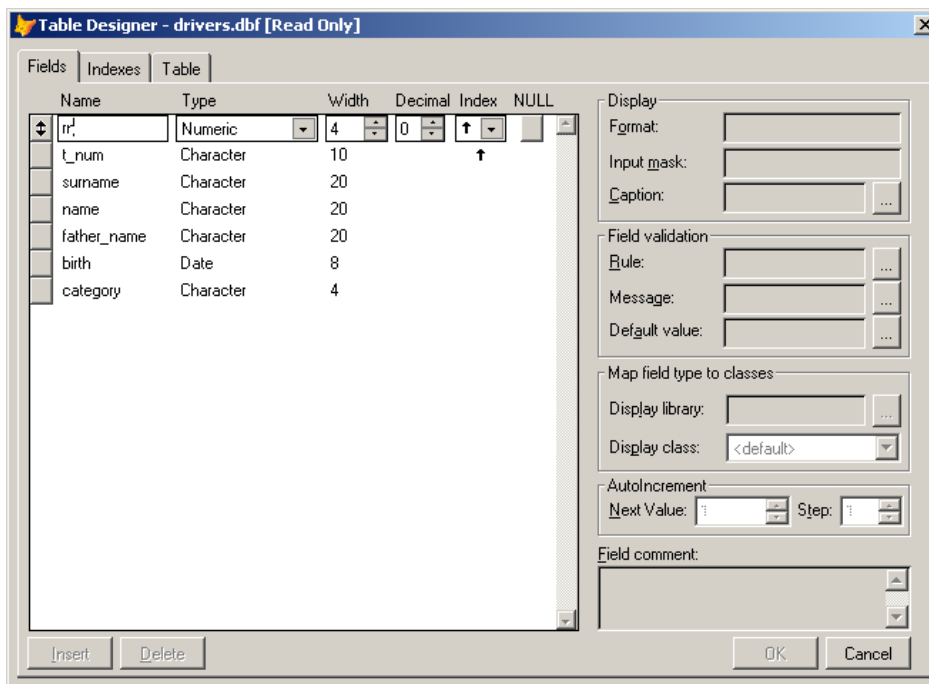 Table Designer - drivers.dbf [Read Only]
Fields Indexes Table
Name Type Width Decimal Index NULL
Numeric 4 0
t_num Character 10
surname Character 20
name Character 20
father_name Character 20
birth Date 8
category Character 4
Display
Format:
Input mask:
Caption: ...
Field validation
Rule: ...
Message: ...
Default value: ...
Map field type to classes
Display library: ...
Display class: <default>
AutoIncrement
Next Value: 1 Step: 1
Field comment:
Insert Delete OK Cancel